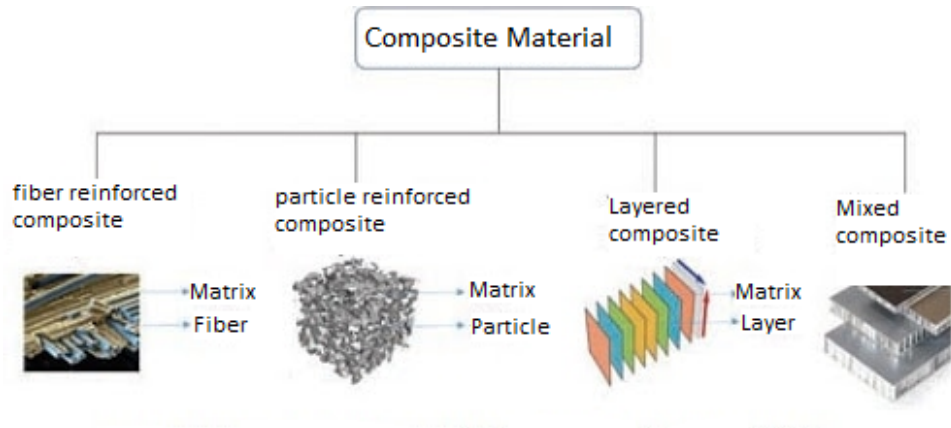 Composite Material
fiber reinforced
composite
particle reinforced
composite
Layered
composite
Mixed
composite
Matrix
Fiber
Matrix
Particle
Matrix
Layer